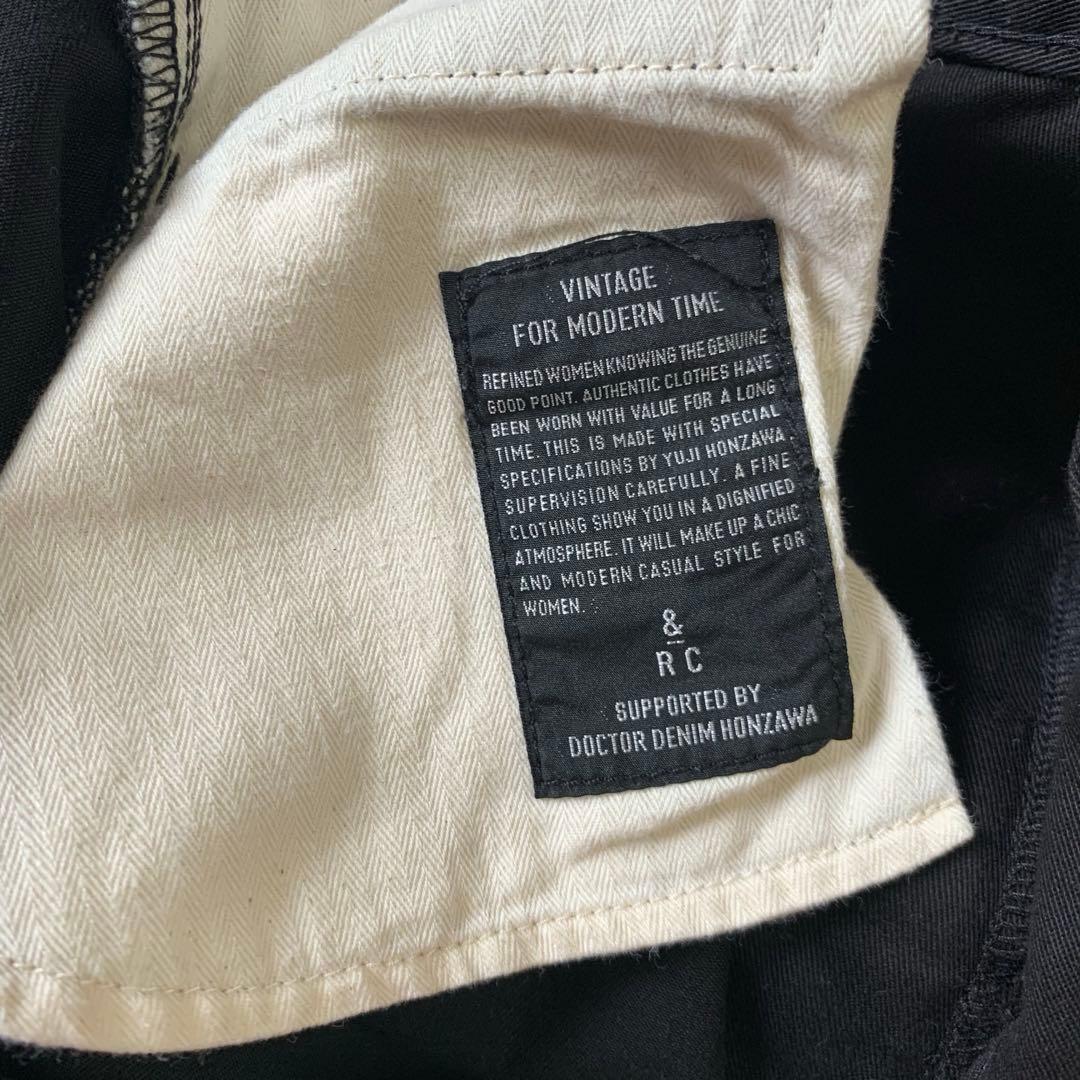 VINTAGE
FOR MODERN TIME
REFINED WOMEN KNOWING THE GENUINE
GOOD POINT. AUTHENTIC CLOTHES HAVE
BEEN WORN WITH VALUE FOR A LONG
TIME. THIS IS MADE WITH SPECIAL
SPECIFICATIONS BY YUJI HONZAWA
SUPERVISION CAREFULLY. A FINE
CLOTHING SHOW YOU IN A DIGNIFIED
ATMOSPHERE. IT WILL MAKE UP A CHIC
AND MODERN CASUAL STYLE FOR
WOMEN.
&
R C
SUPPORTED BY
DOCTOR DENIM HONZAWA